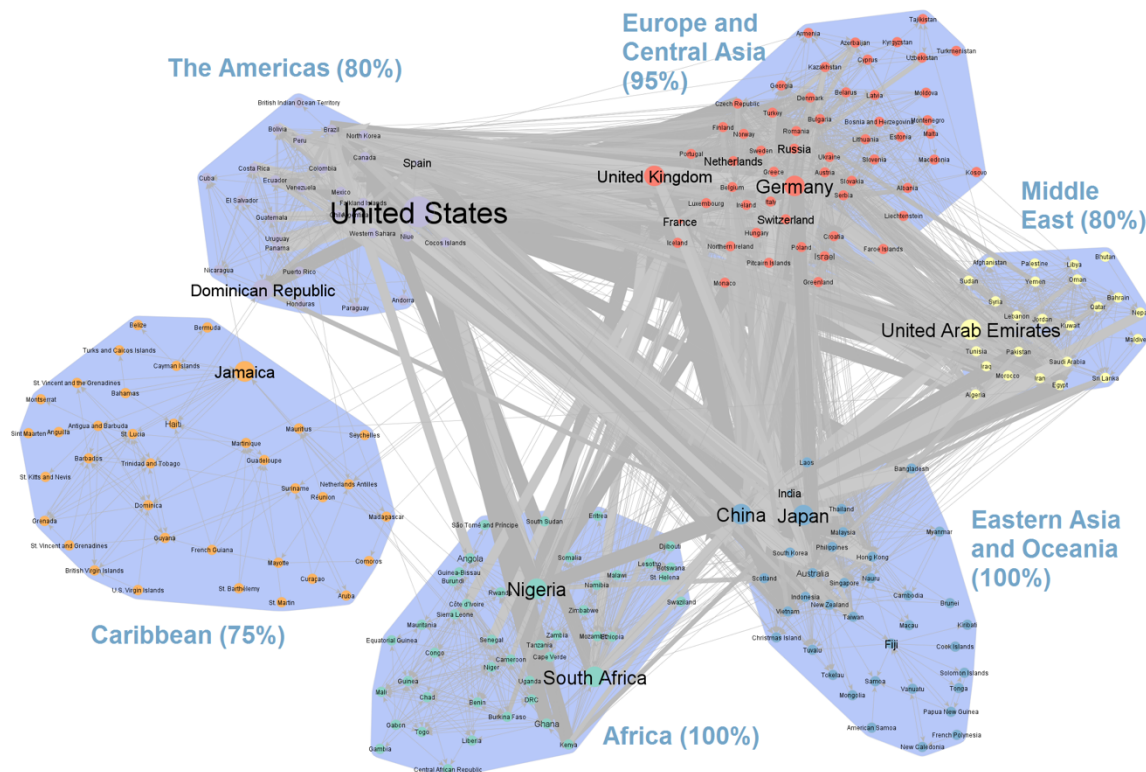 Europe and
Central Asia
(95%)
The Americas (80%)
Middle
East (80%)
Eastern Asia
and Oceania
(100%)
Caribbean (75%)
Africa (100%)
British Indian Ocean Territory
Bolivia
Brazil
North Korea
Peru
Canada
Spain
Costa Rica
Colombia
Cuba
Ecuador
Venezuela
Mexico
El Salvador
Falkland Islands
Guatemala
United States
Western Sahara
Uruguay
Panama
Niue
Cocos Islands
Nicaragua
Puerto Rico
Dominican Republic
Honduras
Paraguay
Andorra
Tajikistan
Armenia
Azerbaijan
Kyrgyzstan
Turkmenistan
Cyprus
Uzbekistan
Kazakhstan
Georgia
Czech Republic
Denmark
Belarus
Latvia
Moldova
Turkey
Bulgaria
Bosnia and Herzegovina
Montenegro
Finland
Norway
Romania
Lithuania
Estonia
Malta
Portugal
Sweden
Russia
Netherlands
Ukraine
Slovenia
Macedonia
Greece
Austria
Kosovo
United Kingdom
Belgium
Germany
Slovakia
Albania
Serbia
Luxembourg
Ireland
Italy
France
Switzerland
Liechtenstein
Iceland
Northern Ireland
Hungary
Croatia
Poland
Israel
Faroe Islands
Pitcairn Islands
Monaco
Greenland
Afghanistan
Palestine
Libya
Bhutan
Sudan
Yemen
Oman
Syria
Qatar
Bahrain
Lebanon
Jordan
Nepal
United Arab Emirates
Kuwait
Maldives
Tunisia
Pakistan
Iraq
Morocco
Saudi Arabia
Iran
Egypt
Sri Lanka
Algeria
Belize
Bermuda
Turks and Caicos Islands
Cayman Islands
Jamaica
St. Vincent and the Grenadines
Montserrat
Bahamas
Sint Maarten
Anguilla
Antigua and Barbuda
St. Lucia
Haiti
Mauritius
Seychelles
Barbados
Martinique
Guadeloupe
St. Kitts and Nevis
Trinidad and Tobago
Suriname
Netherlands Antilles
Réunion
Grenada
Dominica
Madagascar
St. Vincent and Grenadines
Guyana
French Guiana
British Virgin Islands
Mayotte
Comoros
U.S. Virgin Islands
St. Barthélemy
Curaçao
St. Martin
Aruba
São Tomé and Príncipe
South Sudan
Eritrea
Angola
Somalia
Djibouti
Guinea-Bissau
Burundi
Lesotho
Botswana
Malawi
St. Helena
Rwanda
Nigeria
Namibia
Côte d'Ivoire
Sierra Leone
Zimbabwe
Swaziland
Mauritania
Equatorial Guinea
Senegal
Zambia
Mozambique
Ethiopia
Congo
Tanzania
Cape Verde
Niger
Cameroon
Mali
Guinea
Uganda
South Africa
Chad
Benin
DRC
Gabon
Togo
Burkina Faso
Ghana
Gambia
Liberia
Kenya
Central African Republic
Laos
Bangladesh
India
Thailand
China
Japan
Malaysia
Myanmar
South Korea
Philippines
Hong Kong
Scotland
Australia
Nauru
Singapore
Indonesia
Cambodia
Vietnam
New Zealand
Brunei
Taiwan
Macau
Kiribati
Christmas Island
Tuvalu
Fiji
Cook Islands
Tokelau
Samoa
Solomon Islands
Mongolia
Vanuatu
Tonga
Papua New Guinea
American Samoa
French Polynesia
New Caledonia